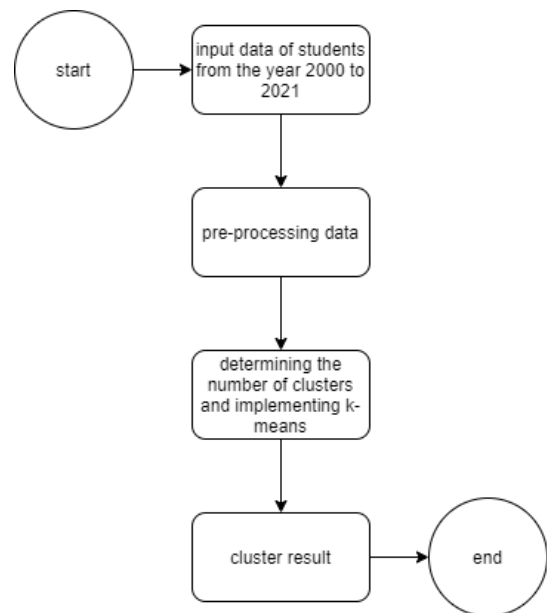 start
input data of students
from the year 2000 to
2021
pre-processing data
determining the
number of clusters
and implementing k-
means
cluster result
end